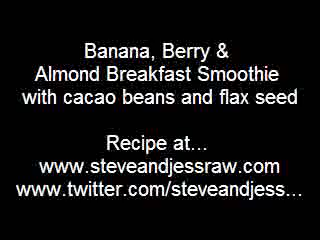 Banana, Berry &
Almond Breakfast Smoothie
with cacao beans and flax seed
Recipe at...
www.steveandjessraw.com
www.twitter.com/steveandjess...